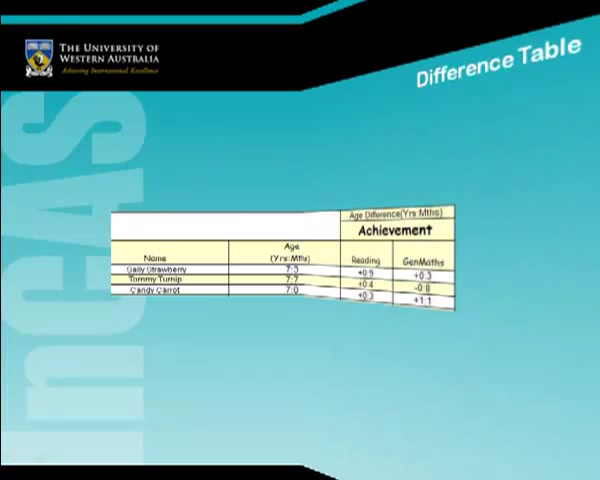 THE UNIVERSITY OF
WESTERN AUSTRALIA
Achieving International Excellence
Difference Table
inCAS
Age Difference(Yrs Mths)
Achievement
Name Age (Yrs:Mths) Reading GenMaths
Sally Strawberry 7:5 +0:9 +0:3
Tommy Turnip 7:7 +0:4 -0:8
Candy Carrot 7:0 +0:3 +1:1